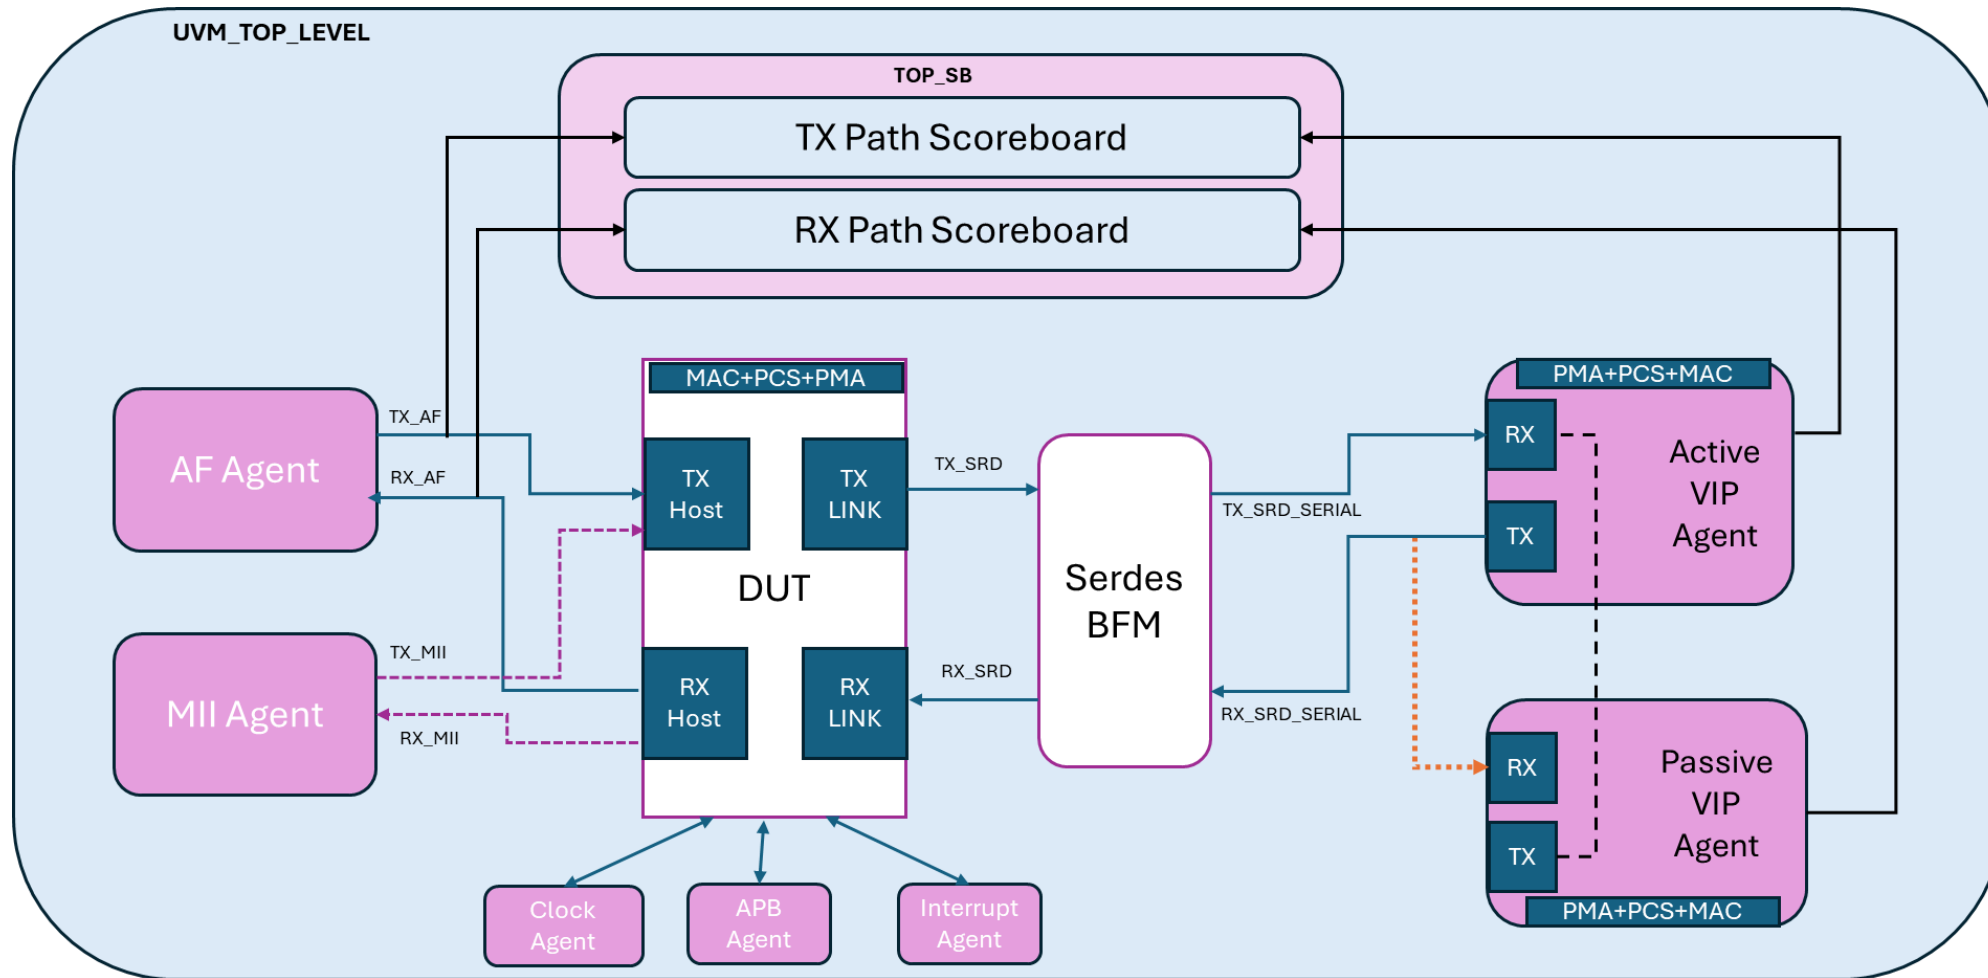 UVM_TOP_LEVEL
TOP_SB
TX Path Scoreboard
RX Path Scoreboard
MAC+PCS+PMA
PMA+PCS+MAC
TX_AF
AF Agent
RX_AF
TX
Host
TX
LINK
TX_SRD
TX_SRD_SERIAL
RX
TX
Active
VIP
Agent
DUT
Serdes
BFM
TX_MII
MII Agent
RX_MII
RX
Host
RX
LINK
RX_SRD
RX_SRD_SERIAL
RX
TX
Passive
VIP
Agent
PMA+PCS+MAC
Clock
Agent
APB
Agent
Interrupt
Agent